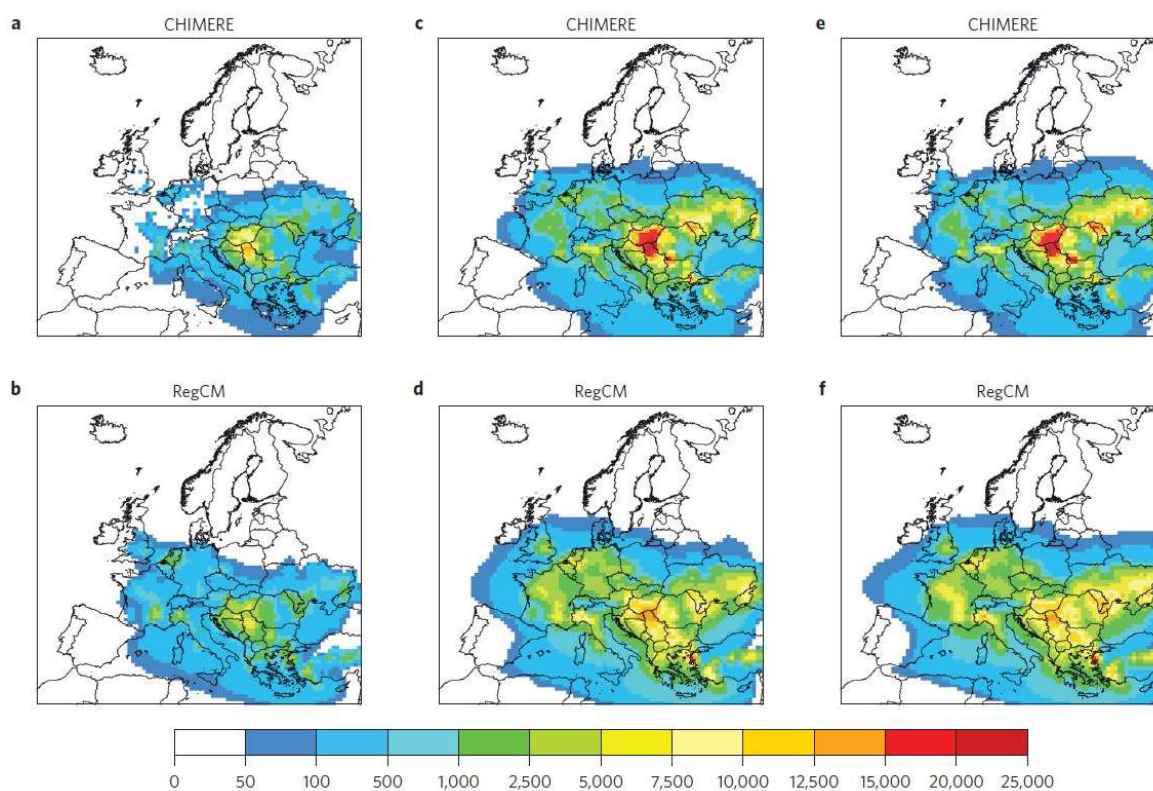 a CHIMERE
c CHIMERE
e CHIMERE
b RegCM
d RegCM
f RegCM
0 50 100 500 1,000 2,500 5,000 7,500 10,000 12,500 15,000 20,000 25,000